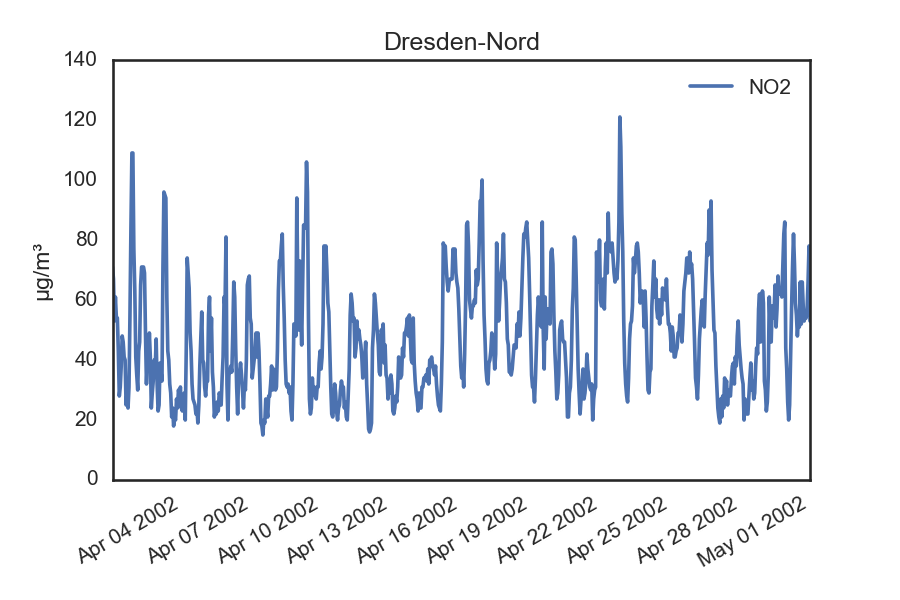 Dresden-Nord
NO2
µg/m³
140
120
100
80
60
40
20
0
Apr 04 2002
Apr 07 2002
Apr 10 2002
Apr 13 2002
Apr 16 2002
Apr 19 2002
Apr 22 2002
Apr 25 2002
Apr 28 2002
May 01 2002